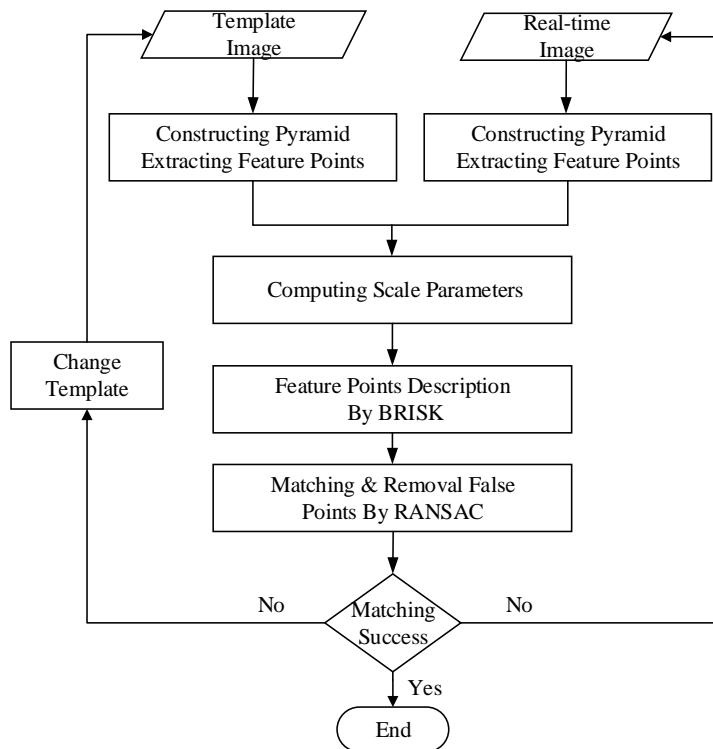 Template
Image
Real-time
Image
Constructing Pyramid
Extracting Feature Points
Constructing Pyramid
Extracting Feature Points
Computing Scale Parameters
Change
Template
Feature Points Description
By BRISK
Matching & Removal False
Points By RANSAC
No
Matching
Success
No
Yes
End